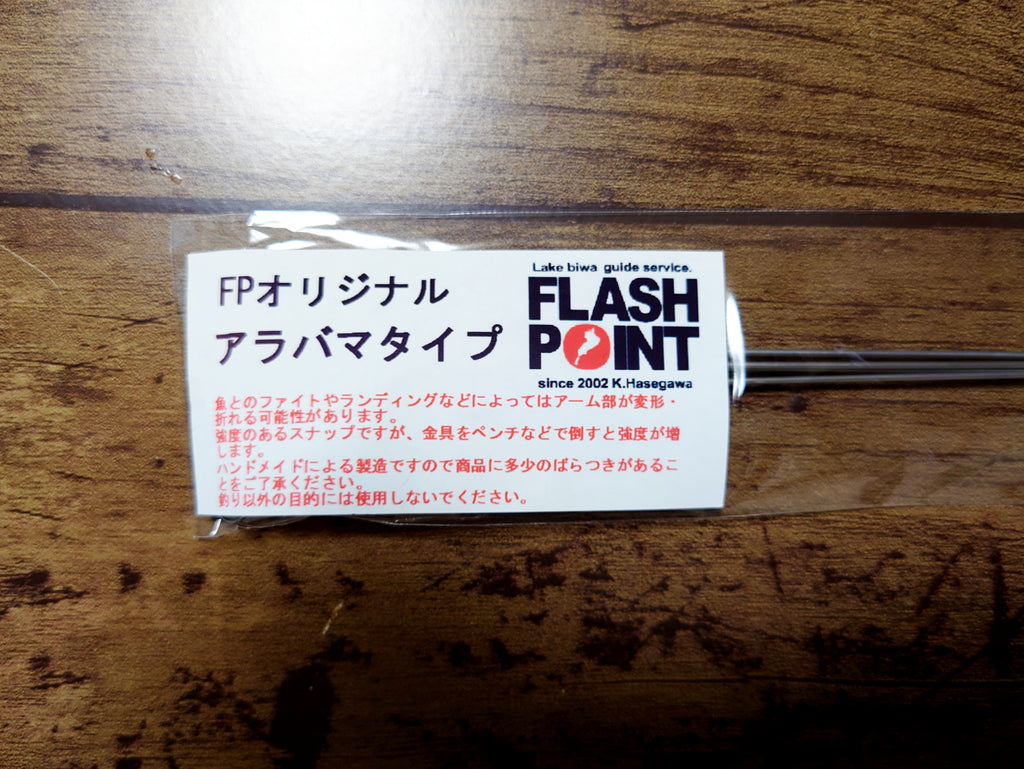 FPオリジナル
アラバマタイプ
Lake biwa guide service.
FLASH
POINT
since 2002 K.Hasegawa
魚とのファイトやランディングなどによってはアーム部が変形・
折れる可能性があります。
強度のあるスナップですが、金具をペンチなどで倒すと強度が増
します。
ハンドメイドによる製造ですので商品に多少のばらつきがあるこ
とをご了承ください。
釣り以外の目的には使用しないでください。